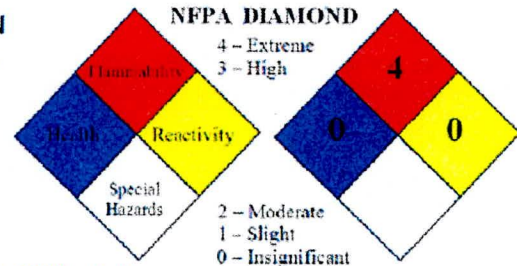 NFPA DIAMOND
4 – Extreme
3 – High
Flammability
Health
Reactivity
Special
Hazards
4
0
0
2 – Moderate
1 – Slight
0 – Insignificant